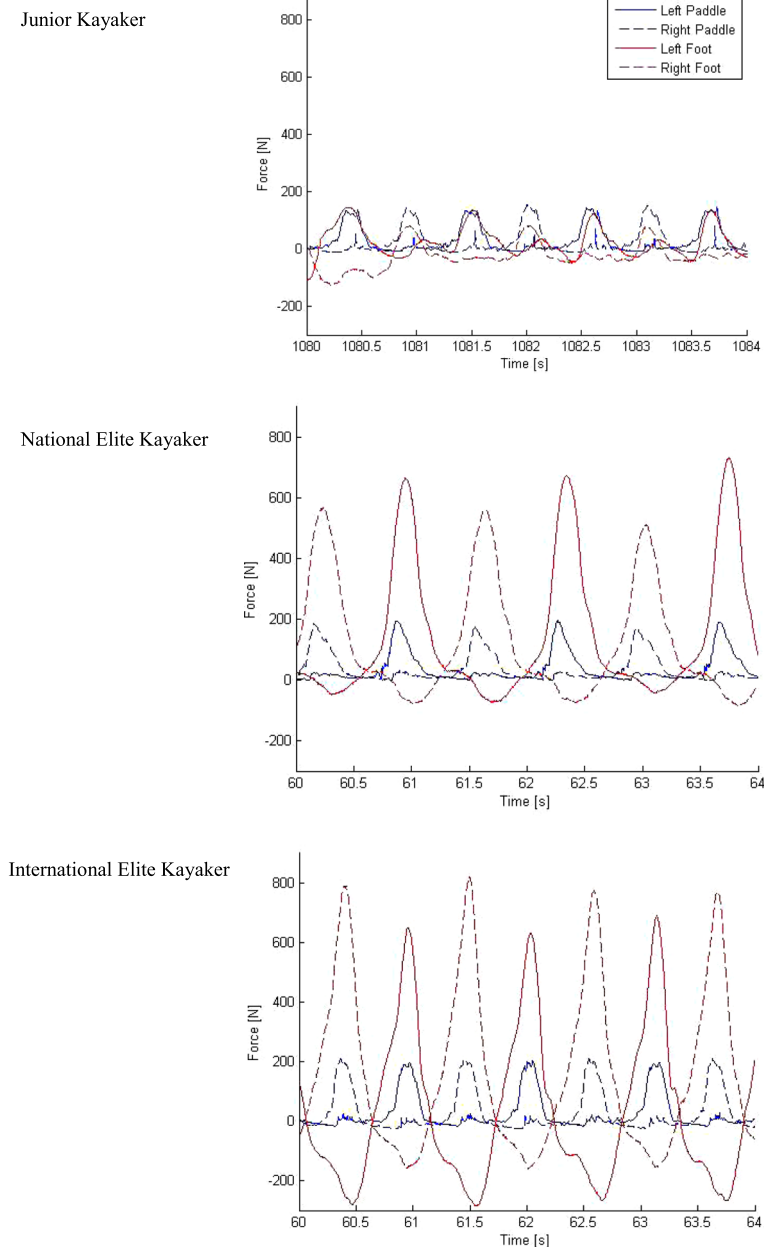 Junior Kayaker
Left Paddle
Right Paddle
Left Foot
Right Foot
800
600
400
200
0
-200
Force [N]
1080 1080.5 1081 1081.5 1082 1082.5 1083 1083.5 1084
Time [s]
National Elite Kayaker
800
600
400
200
0
-200
Force [N]
60 60.5 61 61.5 62 62.5 63 63.5 64
Time [s]
International Elite Kayaker
800
600
400
200
0
-200
Force [N]
60 60.5 61 61.5 62 62.5 63 63.5 64
Time [s]